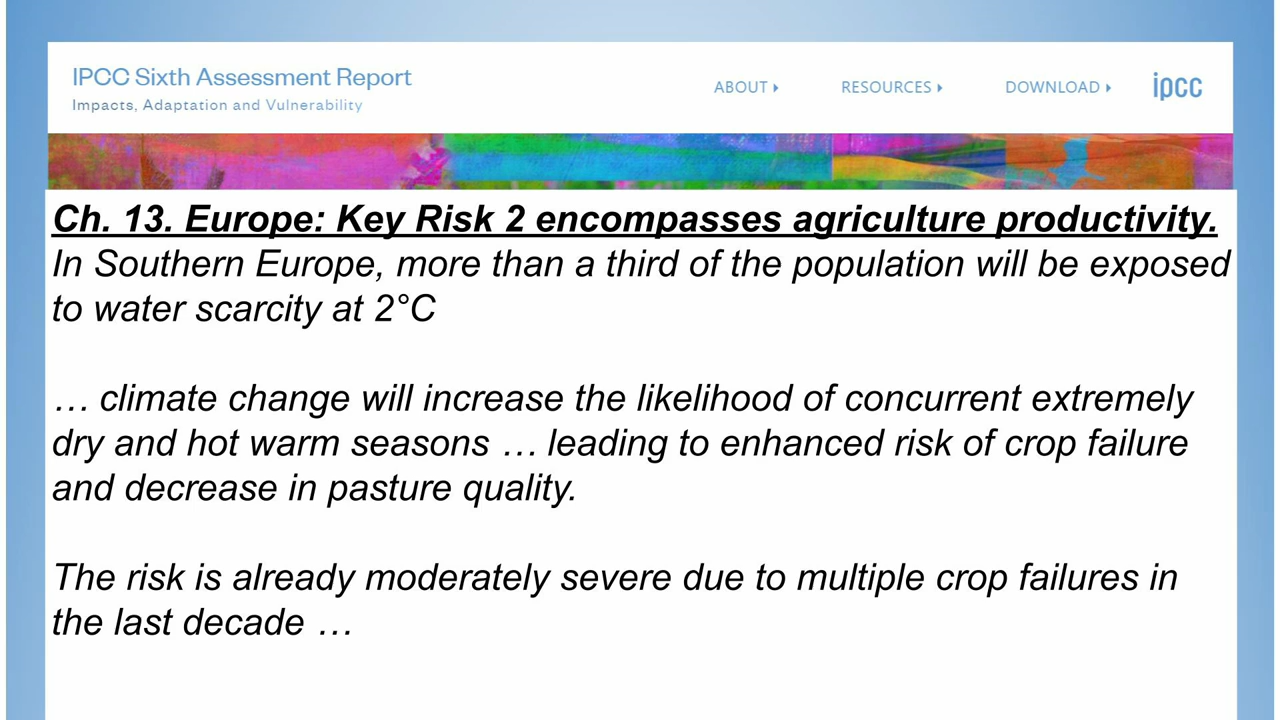 IPCC Sixth Assessment Report
Impacts, Adaptation and Vulnerability
ABOUT RESOURCES DOWNLOAD ipcc
Ch. 13. Europe: Key Risk 2 encompasses agriculture productivity.
In Southern Europe, more than a third of the population will be exposed
to water scarcity at 2°C
… climate change will increase the likelihood of concurrent extremely
dry and hot warm seasons … leading to enhanced risk of crop failure
and decrease in pasture quality.
The risk is already moderately severe due to multiple crop failures in
the last decade …